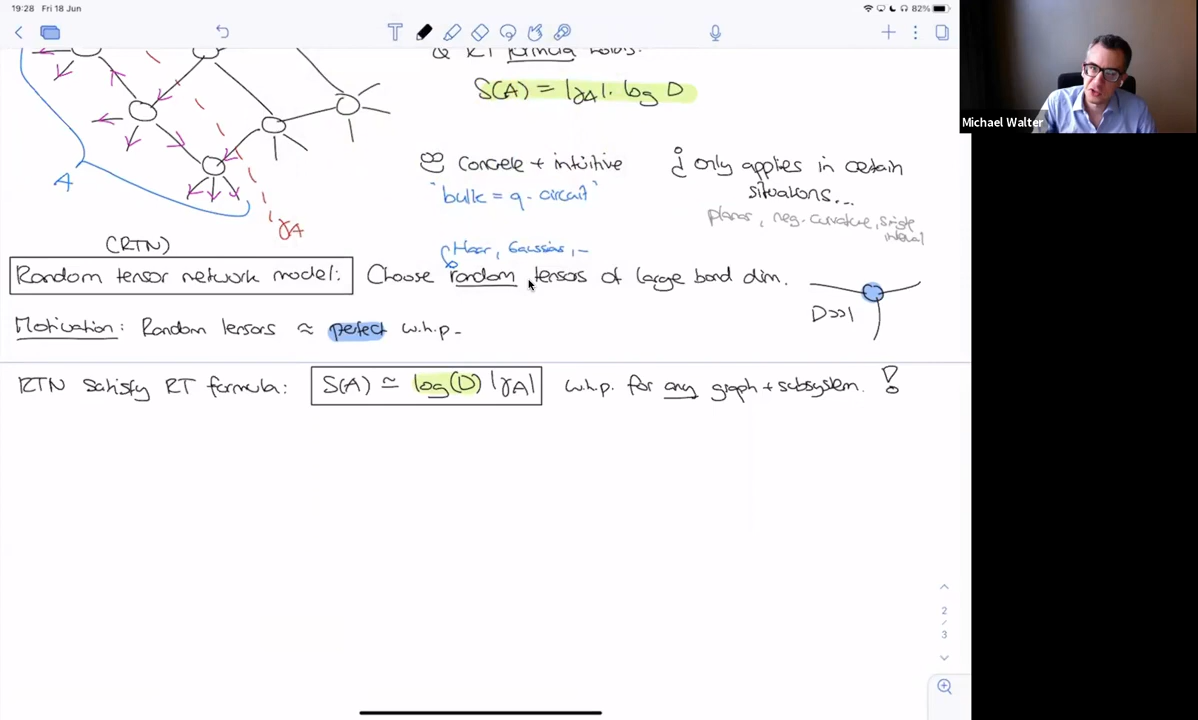 19:28 Fri 18 Jun
82%
Michael Walter
RT formula holds.
S(A) = |γA|. log D
concrete + intuitive
"bulk = q. circuit"
only applies in certain
situations...
planar, neg. curvature, single
interval
A
γA
(RTN)
Haar, Gaussian, ...
Random tensor network model: Choose random tensors of large bond dim.
D>>1
Motivation: Random tensors ≈ perfect w.h.p.
RTN satisfy RT formula: S(A) ≃ log(D) |γA| w.h.p. for any graph + subsystem. !
2
/
3